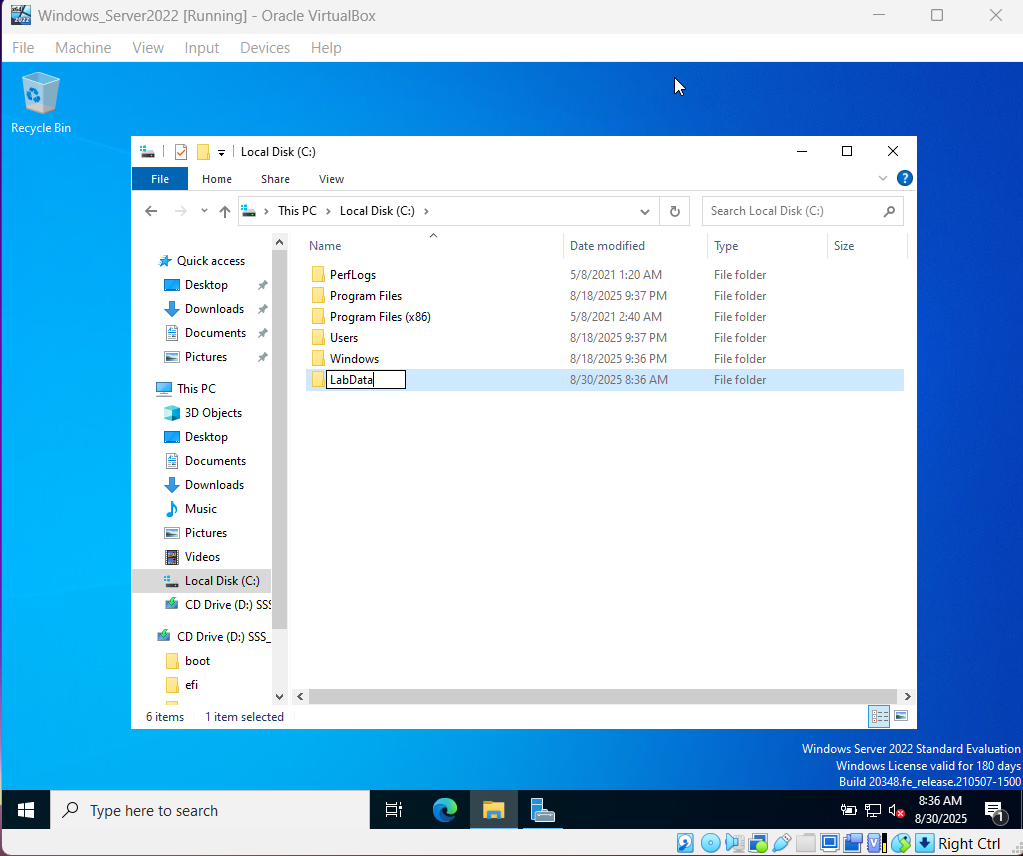 Windows_Server2022 [Running] - Oracle VirtualBox
File Machine View Input Devices Help
Recycle Bin
Local Disk (C:)
File Home Share View
This PC Local Disk (C:)
Search Local Disk (C:)
Name Date modified Type Size
Quick access
Desktop
Downloads
Documents
Pictures
This PC
3D Objects
Desktop
Documents
Downloads
Music
Pictures
Videos
Local Disk (C:)
CD Drive (D:) SSS
CD Drive (D:) SSS_
boot
efi
PerfLogs 5/8/2021 1:20 AM File folder
Program Files 8/18/2025 9:37 PM File folder
Program Files (x86) 5/8/2021 2:40 AM File folder
Users 8/18/2025 9:37 PM File folder
Windows 8/18/2025 9:36 PM File folder
LabData 8/30/2025 8:36 AM File folder
6 items 1 item selected
Windows Server 2022 Standard Evaluation
Windows License valid for 180 days
Build 20348.fe_release.210507-1500
Type here to search
8:36 AM
8/30/2025
1
Right Ctrl